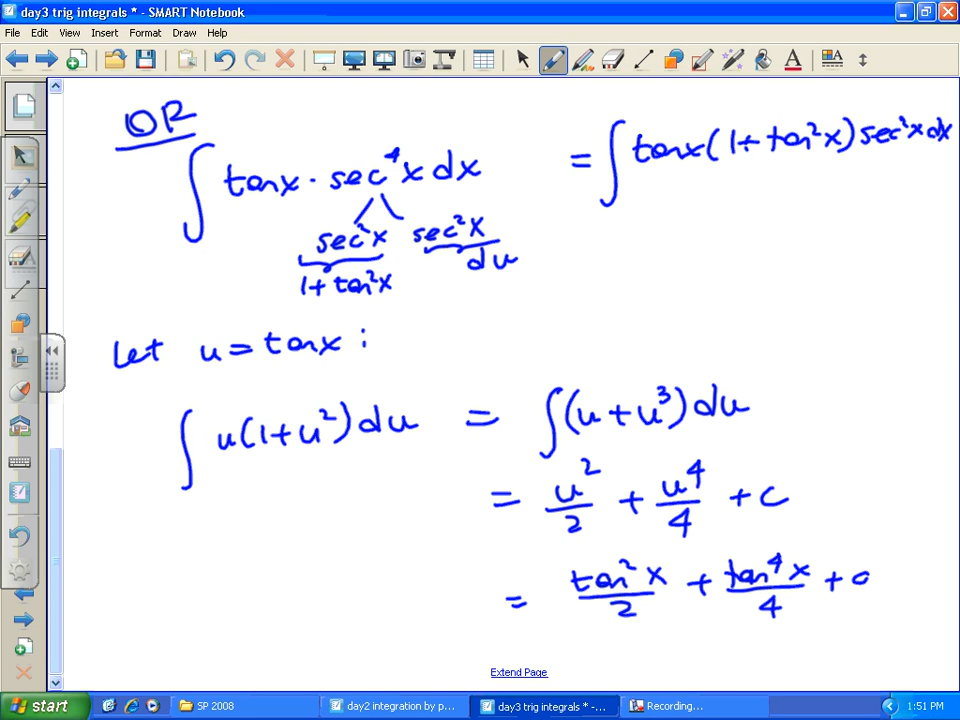 day3 trig integrals * - SMART Notebook
File Edit View Insert Format Draw Help
OR
∫ tanx · sec⁴x dx = ∫ tanx(1+tan²x)sec²x dx
sec²x sec²x
1+tan²x du
Let u = tanx :
∫ u(1+u²)du = ∫(u+u³)du
= u²/2 + u⁴/4 + c
= tan²x/2 + tan⁴x/4 + c
Extend Page
start SP 2008 day2 integration by p... day3 trig integrals * -... Recording... 1:51 PM